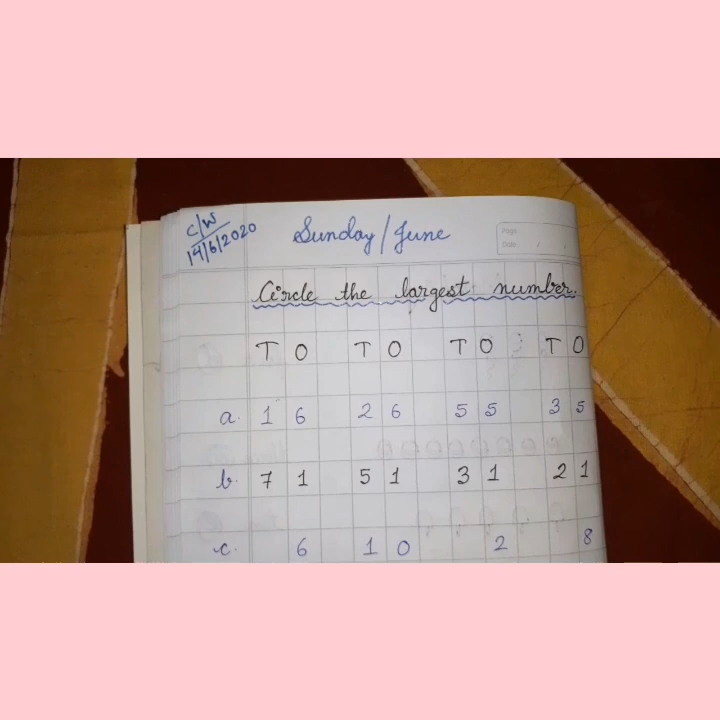 C/W
14/6/2020
Sunday/June
Page:
Date:
Circle the largest number.
T O T O T O T O
a. 1 6 2 6 5 5 3 5
b. 7 1 5 1 3 1 2 1
c. 6 1 0 2 8